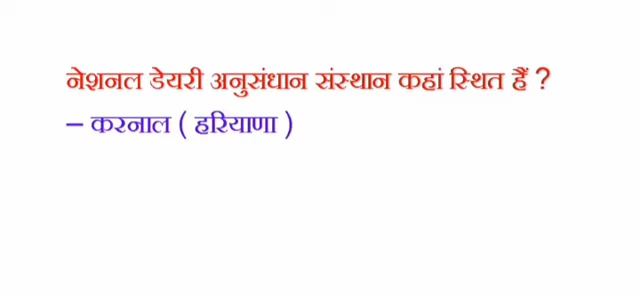 नेशनल डेयरी अनुसंधान संस्थान कहां स्थित हैं ?
– करनाल ( हरियाणा )